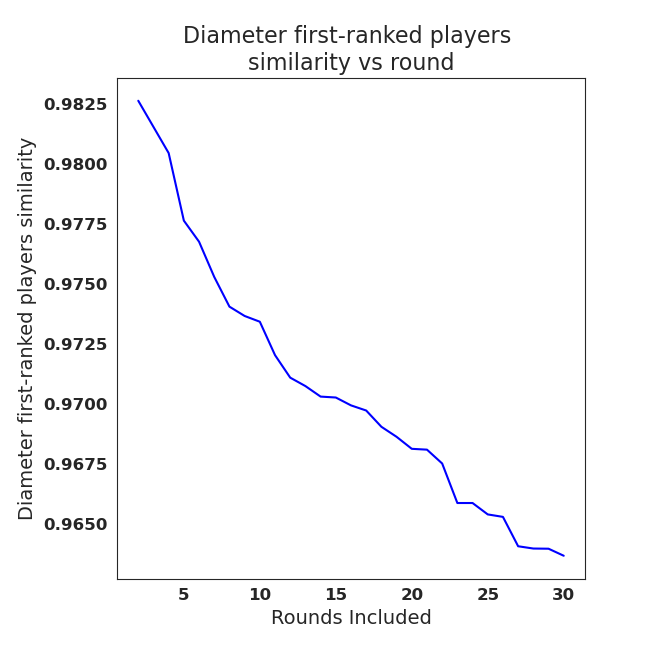 Diameter first-ranked players
similarity vs round
Diameter first-ranked players similarity
0.9825
0.9800
0.9775
0.9750
0.9725
0.9700
0.9675
0.9650
5 10 15 20 25 30
Rounds Included